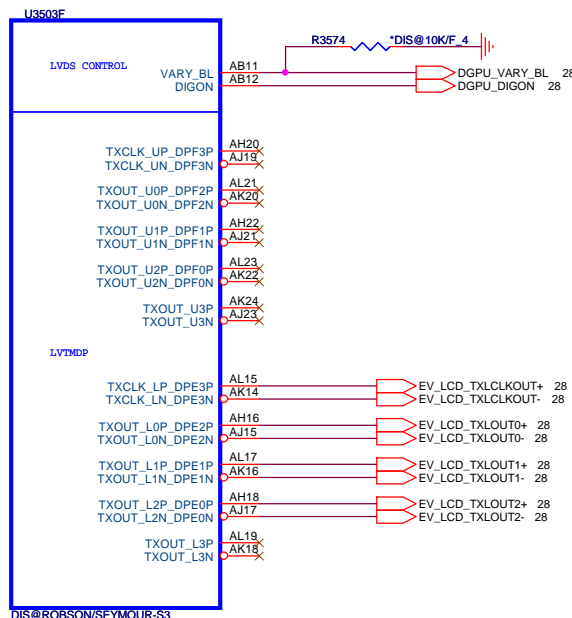 U3503F
R3574 *DIS@10K/F_4
LVDS CONTROL
VARY_BL AB11 DGPU_VARY_BL 28
DIGON AB12 DGPU_DIGON 28
TXCLK_UP_DPF3P AH20
TXCLK_UN_DPF3N AJ19
TXOUT_U0P_DPF2P AL21
TXOUT_U0N_DPF2N AK20
TXOUT_U1P_DPF1P AH22
TXOUT_U1N_DPF1N AJ21
TXOUT_U2P_DPF0P AL23
TXOUT_U2N_DPF0N AK22
TXOUT_U3P AK24
TXOUT_U3N AJ23
LVTMDP
TXCLK_LP_DPE3P AL15 EV_LCD_TXLCLKOUT+ 28
TXCLK_LN_DPE3N AK14 EV_LCD_TXLCLKOUT- 28
TXOUT_L0P_DPE2P AH16 EV_LCD_TXLOUT0+ 28
TXOUT_L0N_DPE2N AJ15 EV_LCD_TXLOUT0- 28
TXOUT_L1P_DPE1P AL17 EV_LCD_TXLOUT1+ 28
TXOUT_L1N_DPE1N AK16 EV_LCD_TXLOUT1- 28
TXOUT_L2P_DPE0P AH18 EV_LCD_TXLOUT2+ 28
TXOUT_L2N_DPE0N AJ17 EV_LCD_TXLOUT2- 28
TXOUT_L3P AL19
TXOUT_L3N AK18
DIS@ROBSON/SEYMOUR-S3